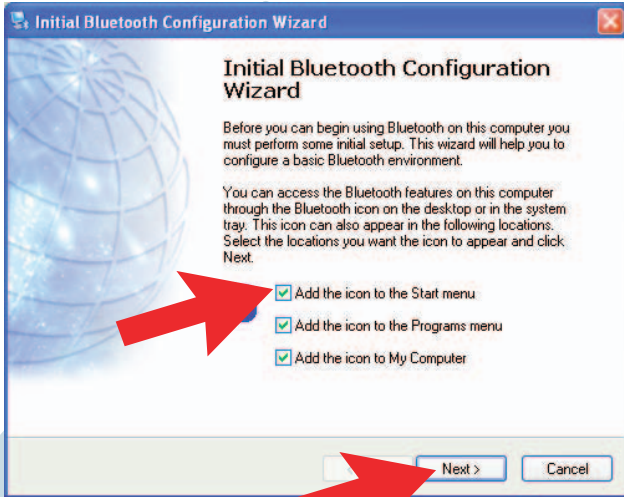 Initial Bluetooth Configuration Wizard
Initial Bluetooth Configuration
Wizard
Before you can begin using Bluetooth on this computer you
must perform some initial setup. This wizard will help you to
configure a basic Bluetooth environment.
You can access the Bluetooth features on this computer
through the Bluetooth icon on the desktop or in the system
tray. This icon can also appear in the following locations.
Select the locations you want the icon to appear and click
Next.
Add the icon to the Start menu
Add the icon to the Programs menu
Add the icon to My Computer
Next >
Cancel